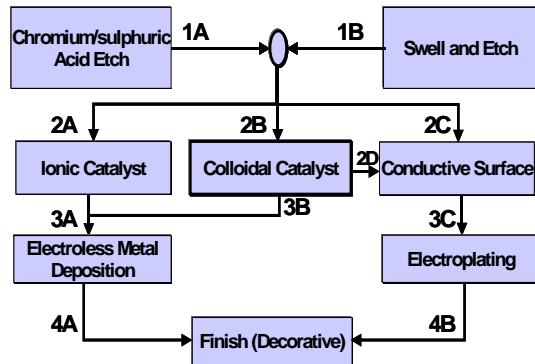 Chromium/sulphuric
Acid Etch
1A
1B
Swell and Etch
2A
2B
2C
Ionic Catalyst
Colloidal Catalyst
2D
Conductive Surface
3A
3B
3C
Electroless Metal
Deposition
Electroplating
4A
4B
Finish (Decorative)